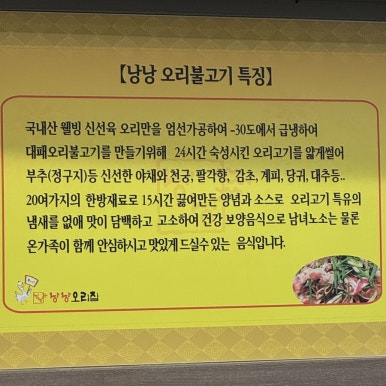 【낭낭 오리불고기 특징】
국내산 웰빙 신선육 오리만을 엄선가공하여 -30도에서 급냉하여
대패오리불고기를 만들기위해 24시간 숙성시킨 오리고기를 얇게썰어
부추(정구지)등 신선한 야채와 천궁, 팔각향, 감초, 계피, 당귀, 대추등..
20여가지의 한방재료로 15시간 끓여만든 양념과 소스로 오리고기 특유의
냄새를 없애 맛이 담백하고 고소하여 건강 보양음식으로 남녀노소는 물론
온가족이 함께 안심하시고 맛있게 드실수 있는 음식입니다.
낭낭오리집